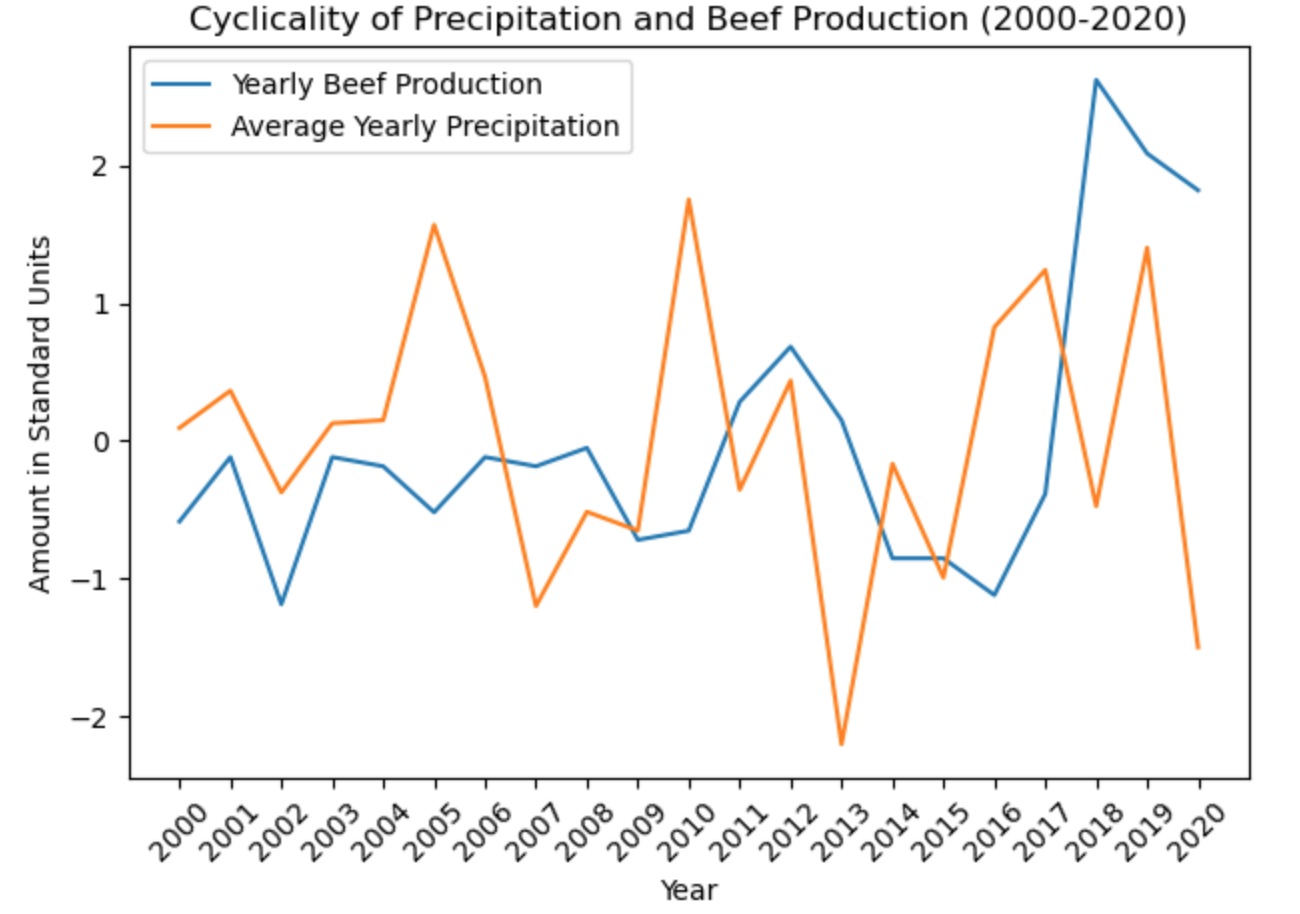 Cyclicality of Precipitation and Beef Production (2000-2020)
Yearly Beef Production
Average Yearly Precipitation
Amount in Standard Units
2
1
0
−1
−2
2000 2001 2002 2003 2004 2005 2006 2007 2008 2009 2010 2011 2012 2013 2014 2015 2016 2017 2018 2019 2020
Year